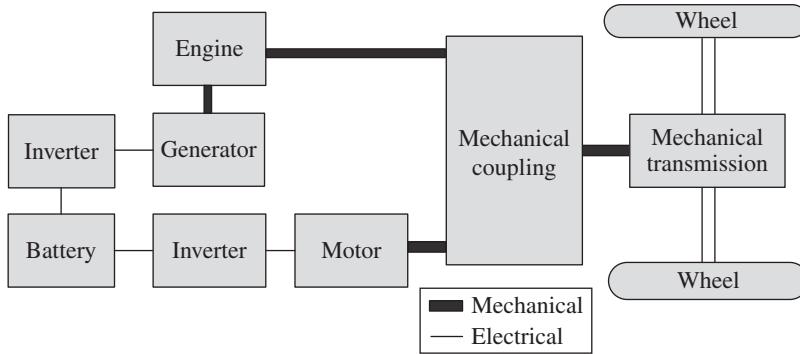 Engine
Wheel
Inverter
Generator
Mechanical
coupling
Mechanical
transmission
Battery
Inverter
Motor
Wheel
Mechanical
Electrical